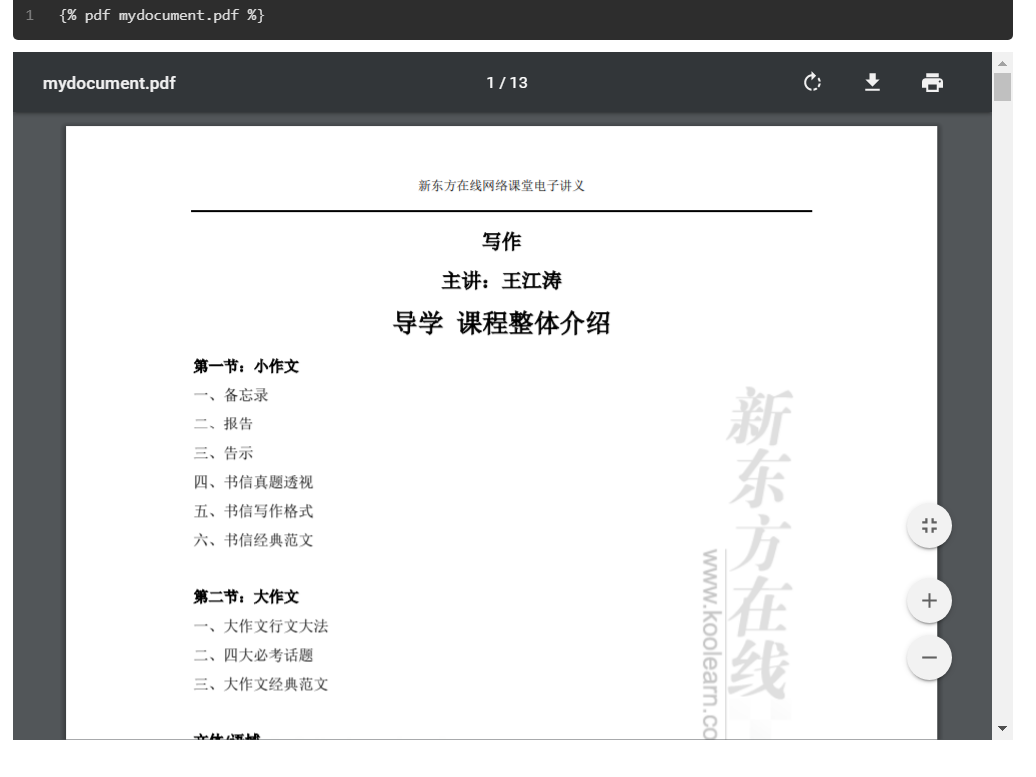 1 {% pdf mydocument.pdf %}
mydocument.pdf 1 / 13
新东方在线网络课堂电子讲义
写作
主讲：王江涛
导学 课程整体介绍
第一节：小作文
一、备忘录
二、报告
三、告示
四、书信真题透视
五、书信写作格式
六、书信经典范文
第二节：大作文
一、大作文行文大法
二、四大必考话题
三、大作文经典范文
新东方在线
www.koolearn.co